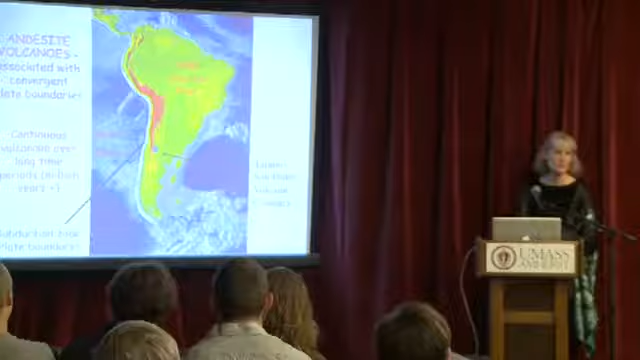 ANDESITE
VOLCANOES -
associated with
convergent
plate boundaries
Continuous
volcanism over
long time
periods (million
years +)
Subduction zone
plate boundary
Volcanic
UMASS
AMHERST